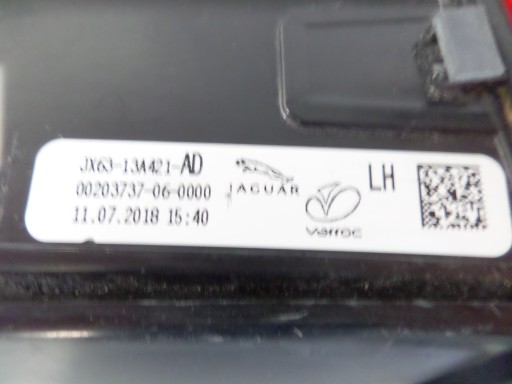 JX63-13A421-AD
00203737-06-0000
11.07.2018 15:40
JAGUAR
varroc
LH